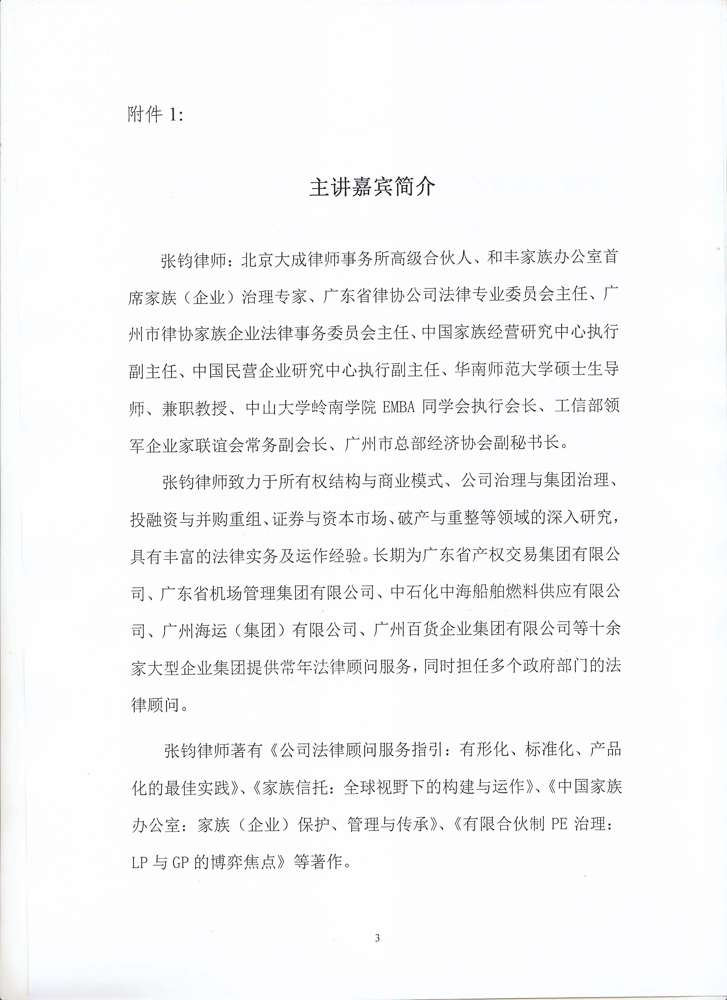 附件 1:
主讲嘉宾简介
张钧律师：北京大成律师事务所高级合伙人、和丰家族办公室首
席家族（企业）治理专家、广东省律协公司法律专业委员会主任、广
州市律协家族企业法律事务委员会主任、中国家族经营研究中心执行
副主任、中国民营企业研究中心执行副主任、华南师范大学硕士生导
师、兼职教授、中山大学岭南学院 EMBA 同学会执行会长、工信部领
军企业家联谊会常务副会长、广州市总部经济协会副秘书长。
张钧律师致力于所有权结构与商业模式、公司治理与集团治理、
投融资与并购重组、证券与资本市场、破产与重整等领域的深入研究，
具有丰富的法律实务及运作经验。长期为广东省产权交易集团有限公
司、广东省机场管理集团有限公司、中石化中海船舶燃料供应有限公
司、广州海运（集团）有限公司、广州百货企业集团有限公司等十余
家大型企业集团提供常年法律顾问服务，同时担任多个政府部门的法
律顾问。
张钧律师著有《公司法律顾问服务指引：有形化、标准化、产品
化的最佳实践》、《家族信托：全球视野下的构建与运作》、《中国家族
办公室：家族（企业）保护、管理与传承》、《有限合伙制 PE 治理：
LP 与 GP 的博弈焦点》等著作。
3